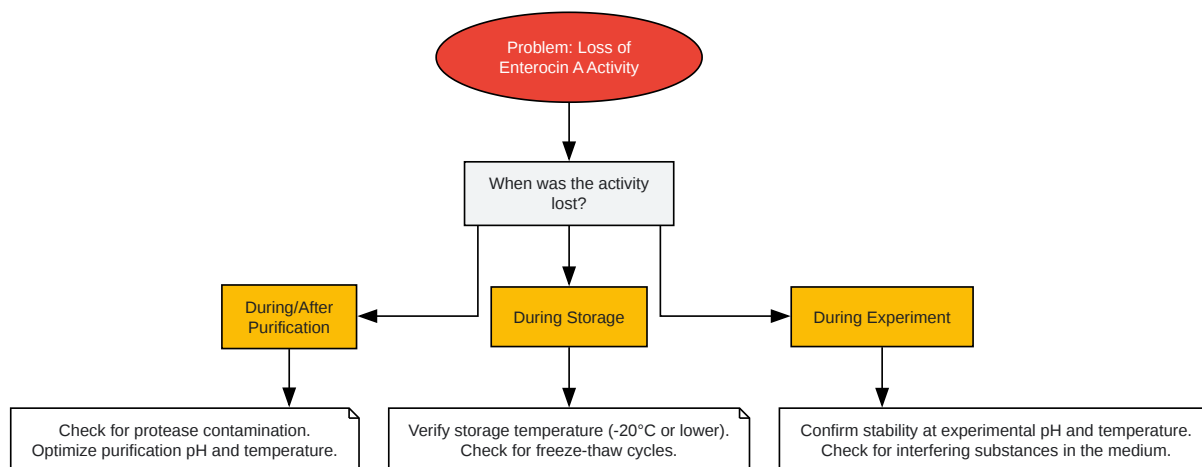 Problem: Loss of
Enterocin A Activity
When was the activity
lost?
During/After
Purification
During Storage
During Experiment
Check for protease contamination.
Optimize purification pH and temperature.
Verify storage temperature (-20°C or lower).
Check for freeze-thaw cycles.
Confirm stability at experimental pH and temperature.
Check for interfering substances in the medium.